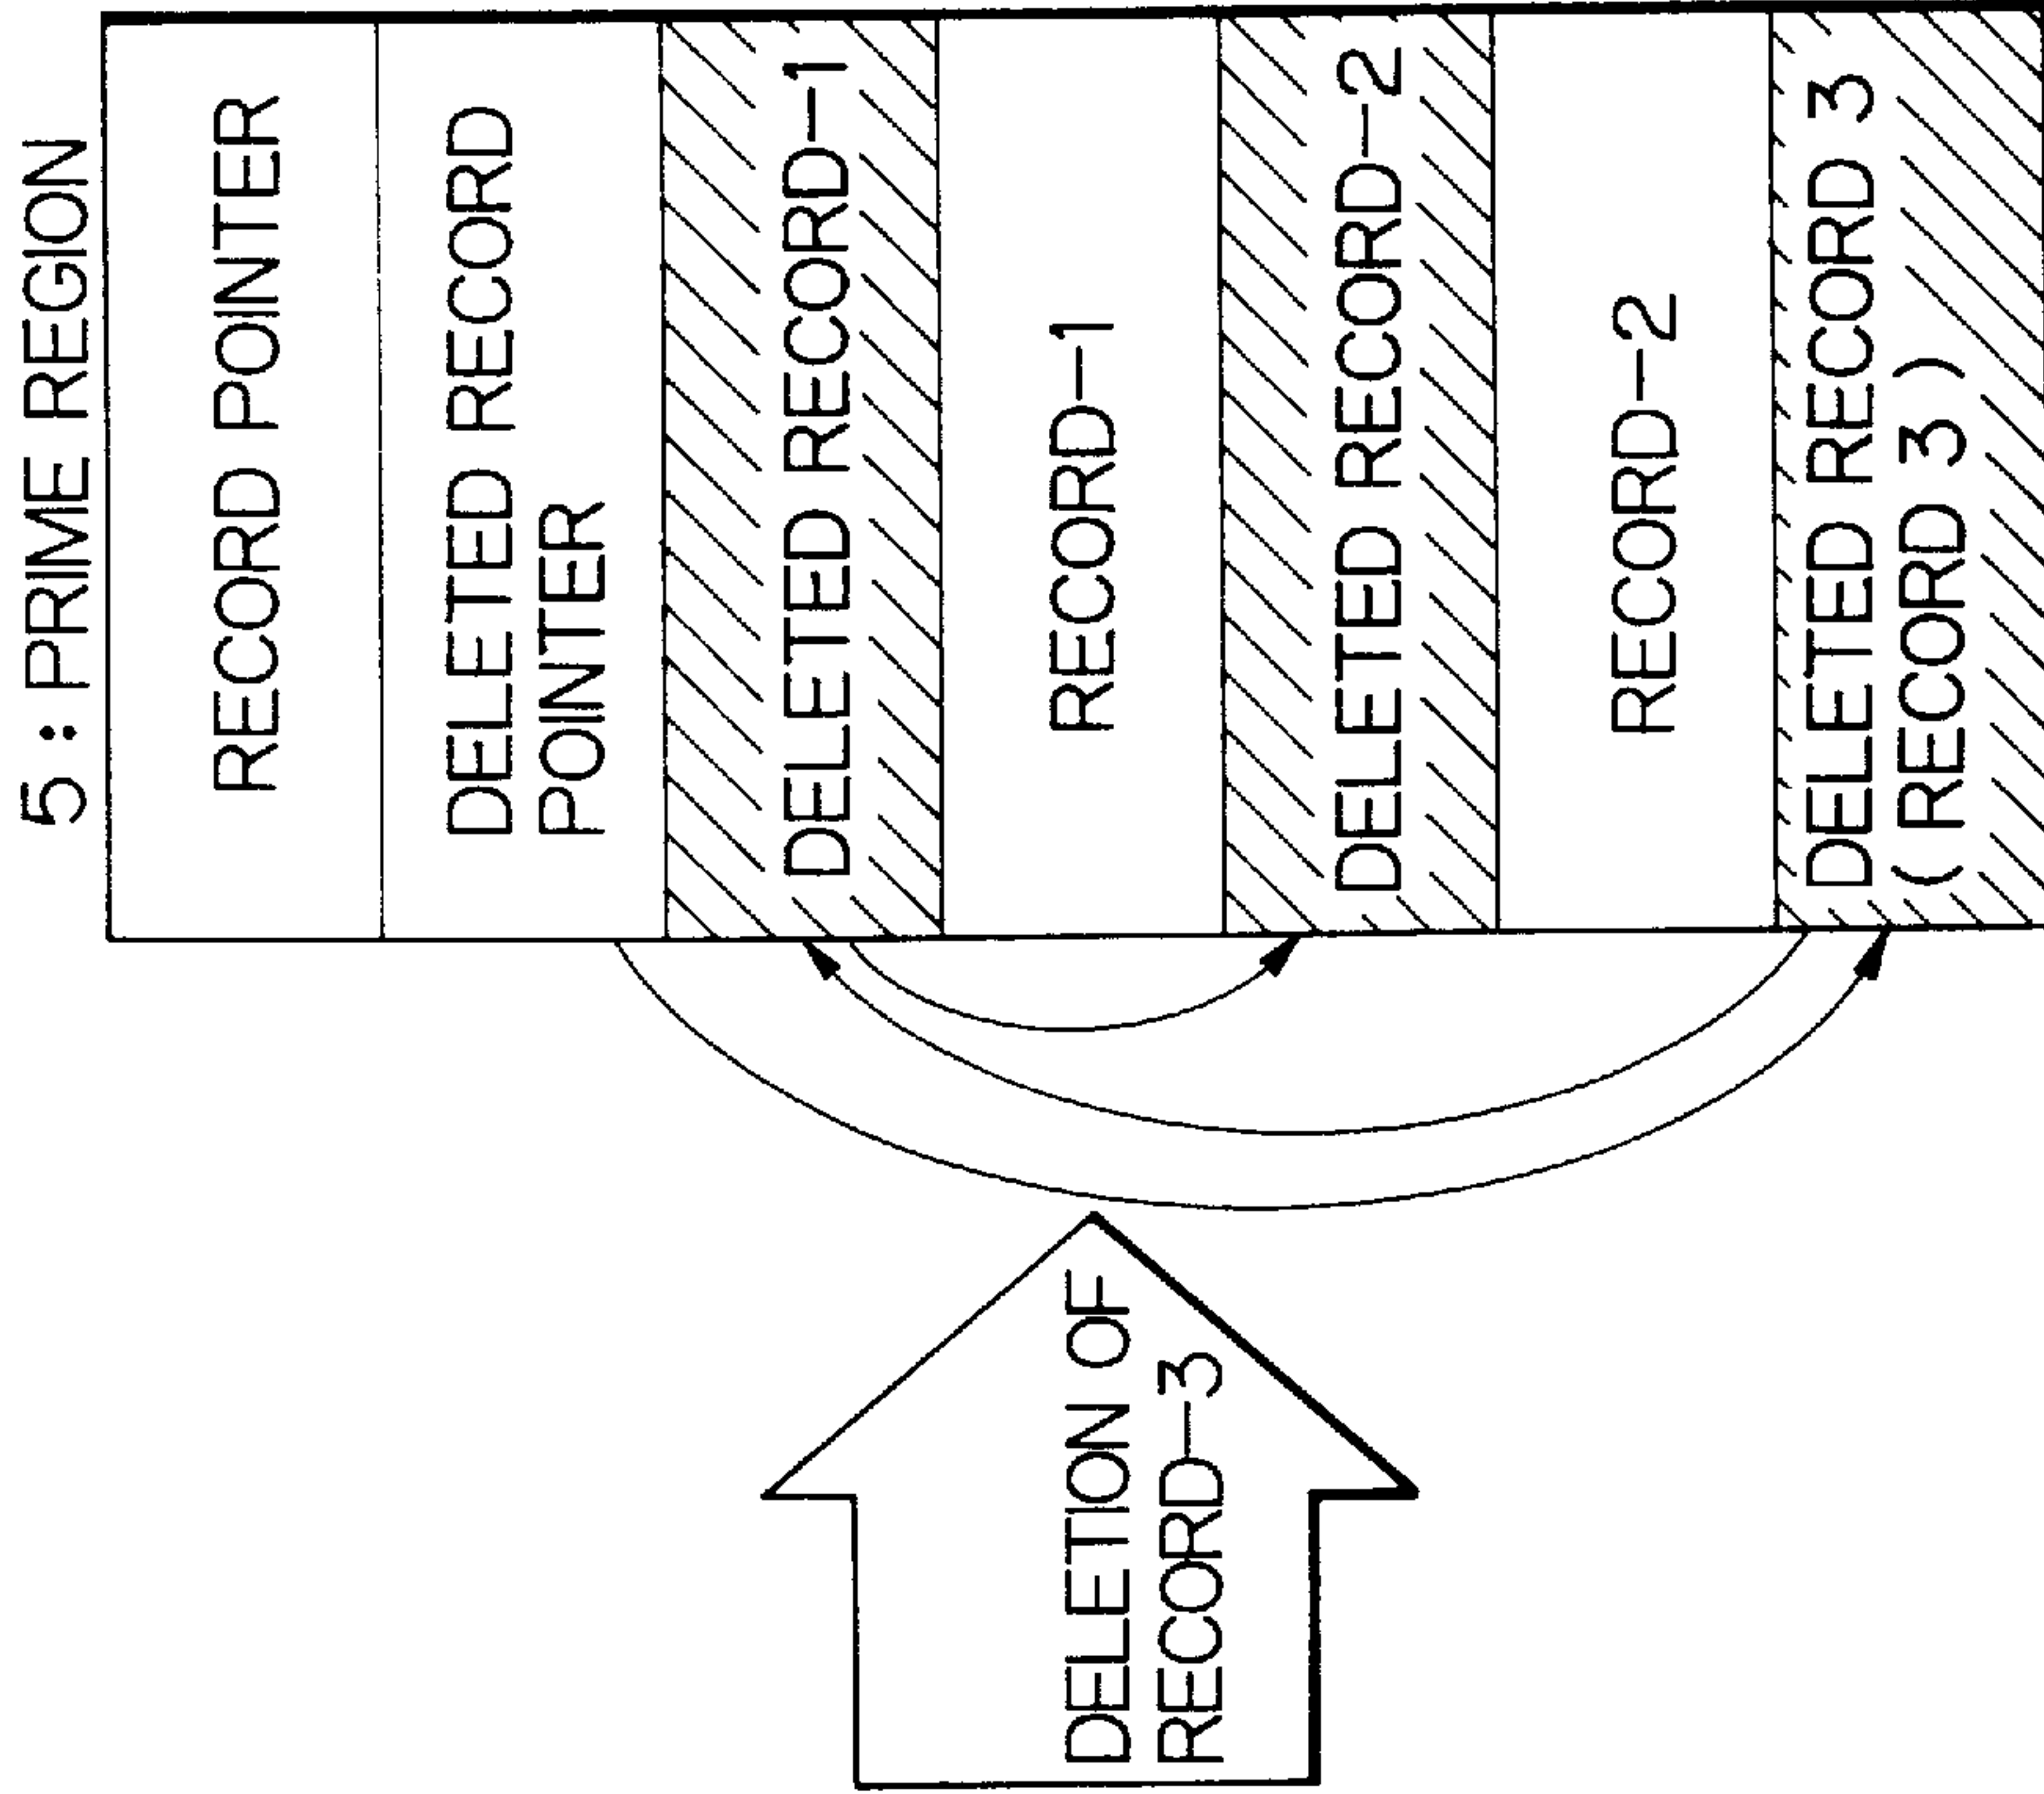 5: PRIME REGION
RECORD POINTER
DELETED RECORD
POINTER
DELETED RECORD-1
RECORD-1
DELETED RECORD-2
RECORD-2
DELETED RECORD 3
(RECORD 3)
DELETION OF
RECORD-3